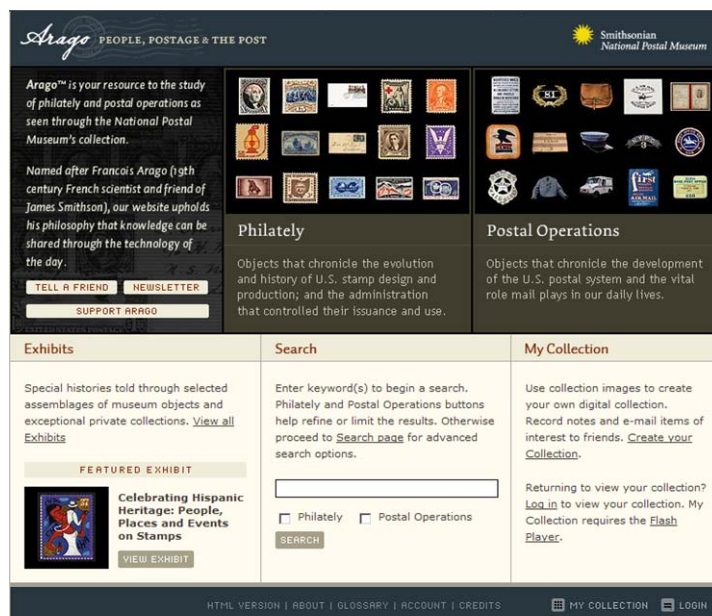 Arago PEOPLE, POSTAGE & THE POST
Smithsonian
National Postal Museum
Arago™ is your resource to the study
of philately and postal operations as
seen through the National Postal
Museum's collection.
Named after Francois Arago (19th
century French scientist and friend of
James Smithson), our website upholds
his philosophy that knowledge can be
shared through the technology of
the day.
TELL A FRIEND NEWSLETTER
SUPPORT ARAGO
81
3
first
AIR MAIL
Philately
Objects that chronicle the evolution
and history of U.S. stamp design and
production; and the administration
that controlled their issuance and use.
Postal Operations
Objects that chronicle the development
of the U.S. postal system and the vital
role mail plays in our daily lives.
Exhibits
Special histories told through selected
assemblages of museum objects and
exceptional private collections. View all
Exhibits
FEATURED EXHIBIT
Celebrating Hispanic
Heritage: People,
Places and Events
on Stamps
VIEW EXHIBIT
Search
Enter keyword(s) to begin a search.
Philately and Postal Operations buttons
help refine or limit the results. Otherwise
proceed to Search page for advanced
search options.
Philately Postal Operations
SEARCH
My Collection
Use collection images to create
your own digital collection.
Record notes and e-mail items of
interest to friends. Create your
Collection.
Returning to view your collection?
Log in to view your collection. My
Collection requires the Flash
Player.
HTML VERSION | ABOUT | GLOSSARY | ACCOUNT | CREDITS
MY COLLECTION LOGIN